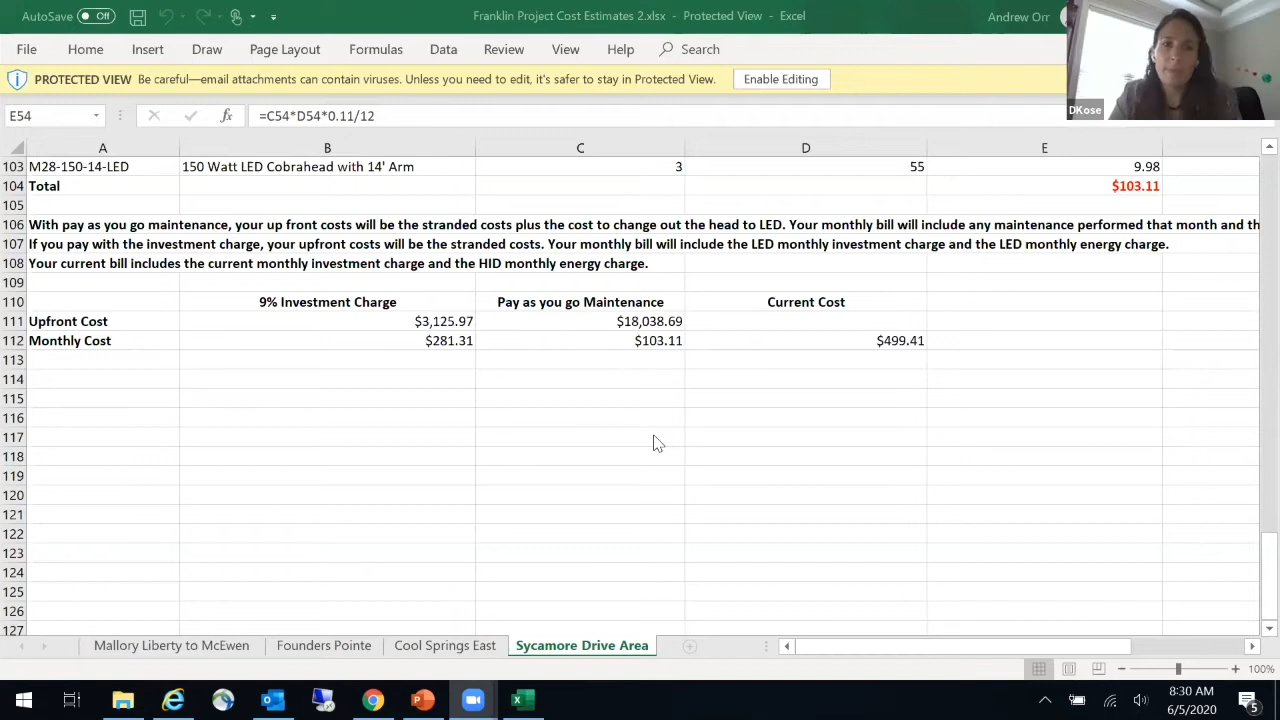 AutoSave Off
Franklin Project Cost Estimates 2.xlsx - Protected View - Excel
Andrew Orr
File Home Insert Draw Page Layout Formulas Data Review View Help Search
PROTECTED VIEW Be careful—email attachments can contain viruses. Unless you need to edit, it's safer to stay in Protected View. Enable Editing
DKose
E54 fx =C54*D54*0.11/12
A B C D E
103 M28-150-14-LED 150 Watt LED Cobrahead with 14' Arm 3 55 9.98
104 Total $103.11
105
106 With pay as you go maintenance, your up front costs will be the stranded costs plus the cost to change out the head to LED. Your monthly bill will include any maintenance performed that month and th
107 If you pay with the investment charge, your upfront costs will be the stranded costs. Your monthly bill will include the LED monthly investment charge and the LED monthly energy charge.
108 Your current bill includes the current monthly investment charge and the HID monthly energy charge.
109
110 9% Investment Charge Pay as you go Maintenance Current Cost
111 Upfront Cost $3,125.97 $18,038.69
112 Monthly Cost $281.31 $103.11 $499.41
113
114
115
116
117
118
119
120
121
122
123
124
125
126
127
Mallory Liberty to McEwen Founders Pointe Cool Springs East Sycamore Drive Area
100%
8:30 AM
6/5/2020
5